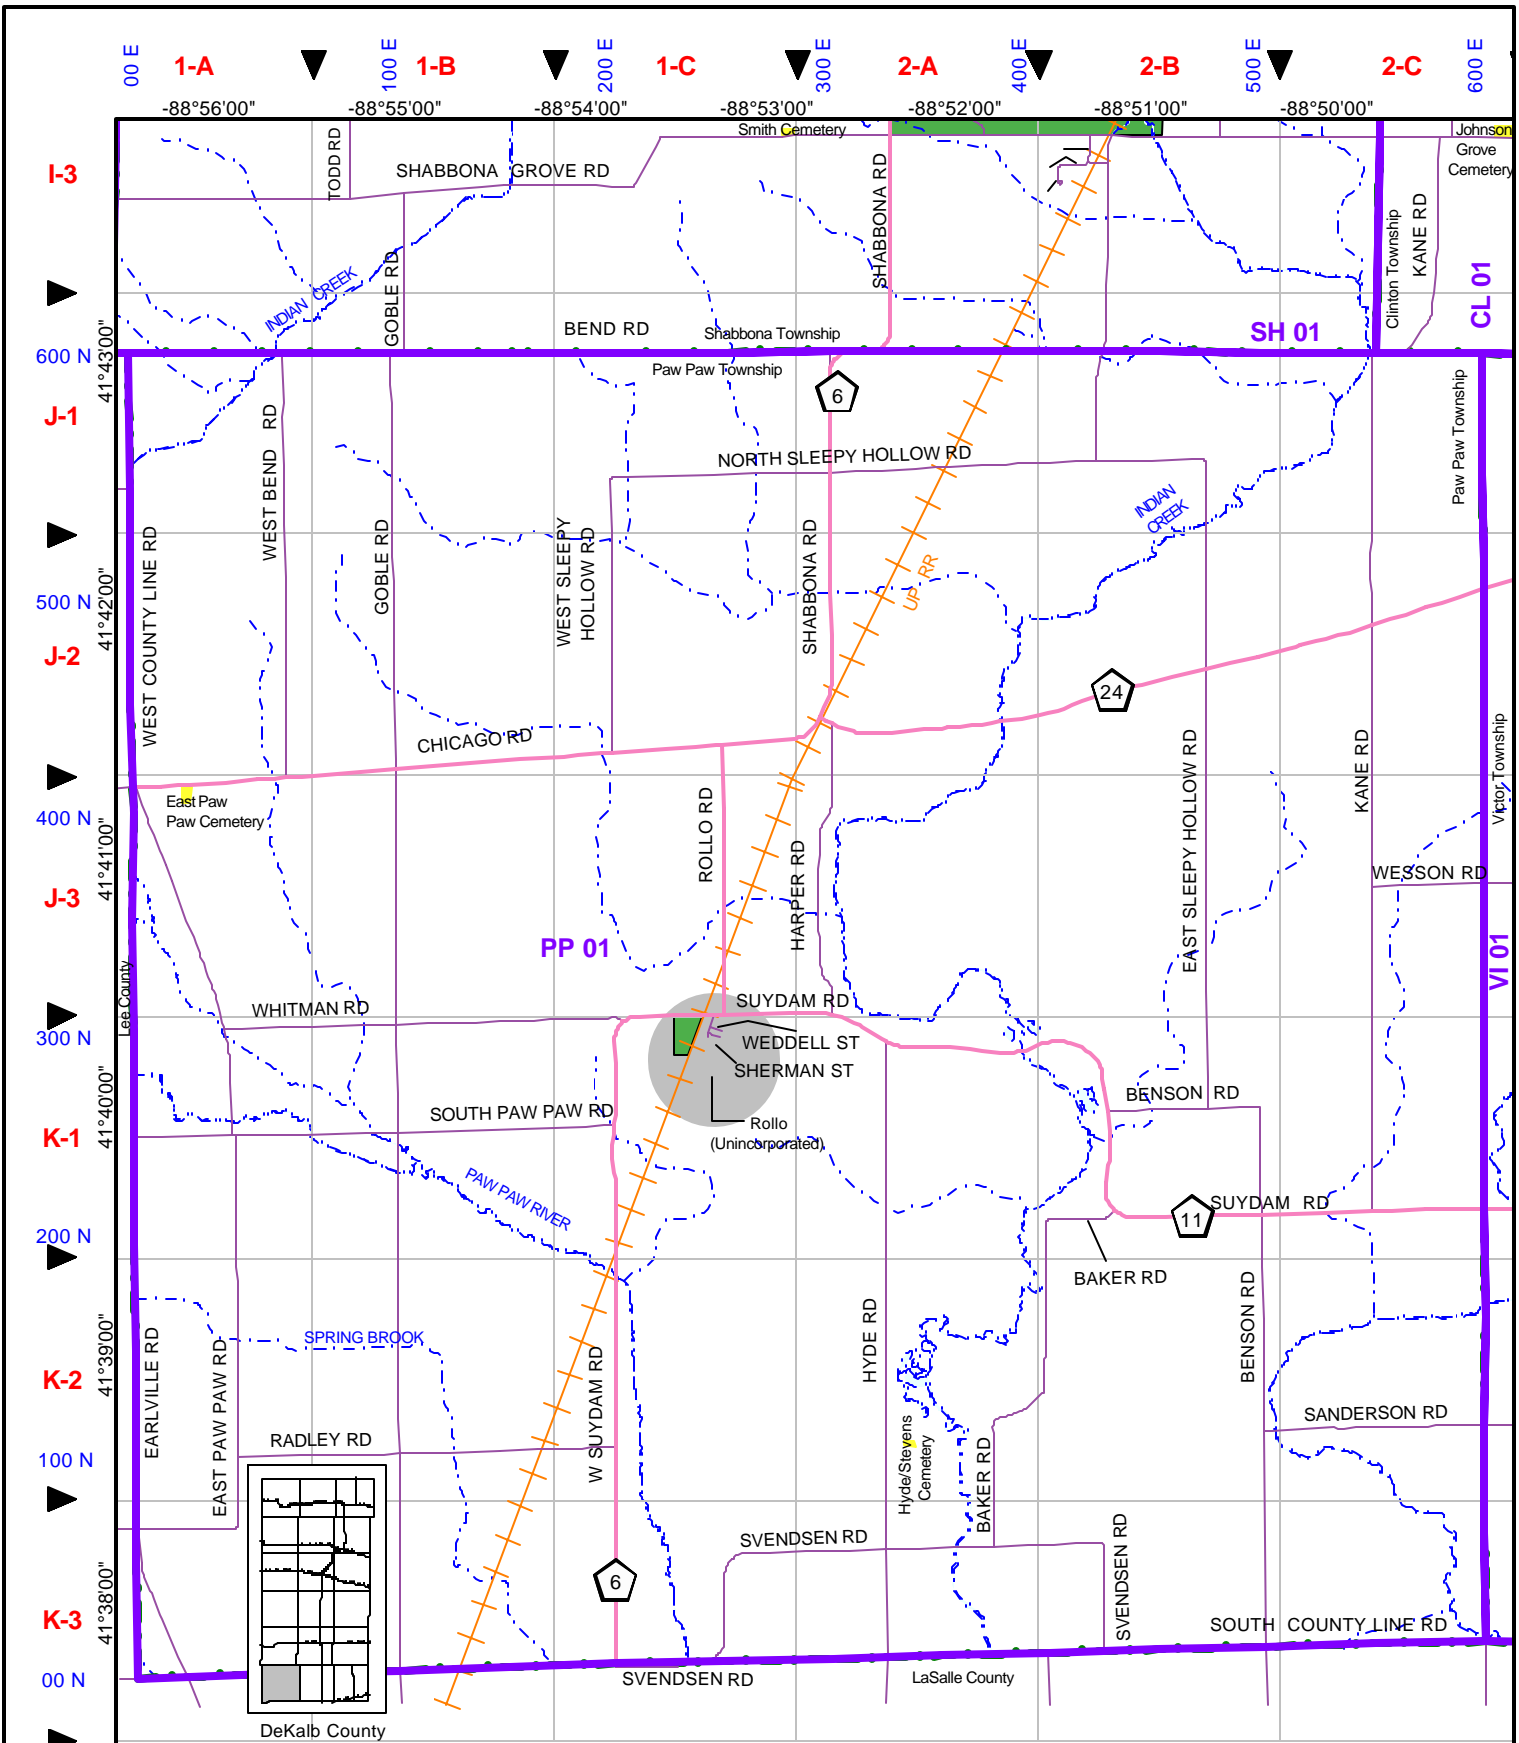 00 E
1-A
100 E
1-B
200 E
1-C
300 E
2-A
400 E
2-B
500 E
2-C
600 E
-88°56'00"
-88°55'00"
-88°54'00"
-88°53'00"
-88°52'00"
-88°51'00"
-88°50'00"
I-3
TODD RD
SHABBONA GROVE RD
Smith Cemetery
SHABBONA RD
Johnson
Grove
Cemetery
KANE RD
Clinton Township
CL 01
INDIAN CREEK
GOBLE RD
BEND RD
Shabbona Township
SH 01
600 N
41°43'00"
Paw Paw Township
6
J-1
Paw Paw Township
WEST BEND RD
NORTH SLEEPY HOLLOW RD
INDIAN
CREEK
WEST COUNTY LINE RD
GOBLE RD
WEST SLEEPY
HOLLOW RD
SHABBONA RD
UP RR
500 N
41°42'00"
J-2
24
CHICAGO RD
EAST SLEEPY HOLLOW RD
KANE RD
Victor Township
East Paw
Paw Cemetery
400 N
41°41'00"
ROLLO RD
HARPER RD
WESSON RD
J-3
PP 01
VI 01
Lee County
WHITMAN RD
SUYDAM RD
300 N
WEDDELL ST
SHERMAN ST
41°40'00"
SOUTH PAW PAW RD
BENSON RD
K-1
Rollo
(Unincorporated)
PAW PAW RIVER
11
SUYDAM RD
200 N
BAKER RD
SPRING BROOK
EARLVILLE RD
EAST PAW PAW RD
W SUYDAM RD
HYDE RD
BENSON RD
41°39'00"
K-2
SANDERSON RD
RADLEY RD
Hyde/Stevens
Cemetery
BAKER RD
100 N
SVENDSEN RD
SVENDSEN RD
6
41°38'00"
K-3
SOUTH COUNTY LINE RD
00 N
SVENDSEN RD
LaSalle County
DeKalb County